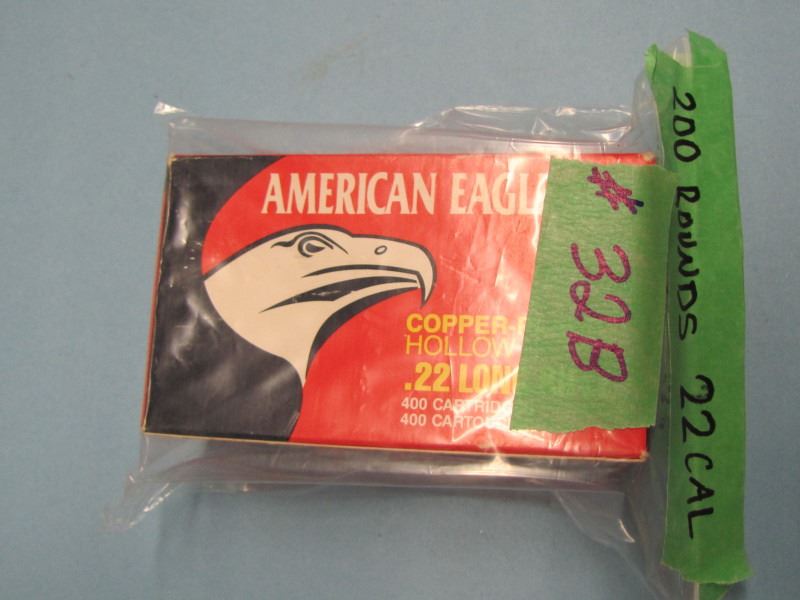 AMERICAN EAGL
COPPER-
HOLLOW
.22 LON
400 CARTRID
400 CARTO
# 32B
200 ROUNDS 22 CAL